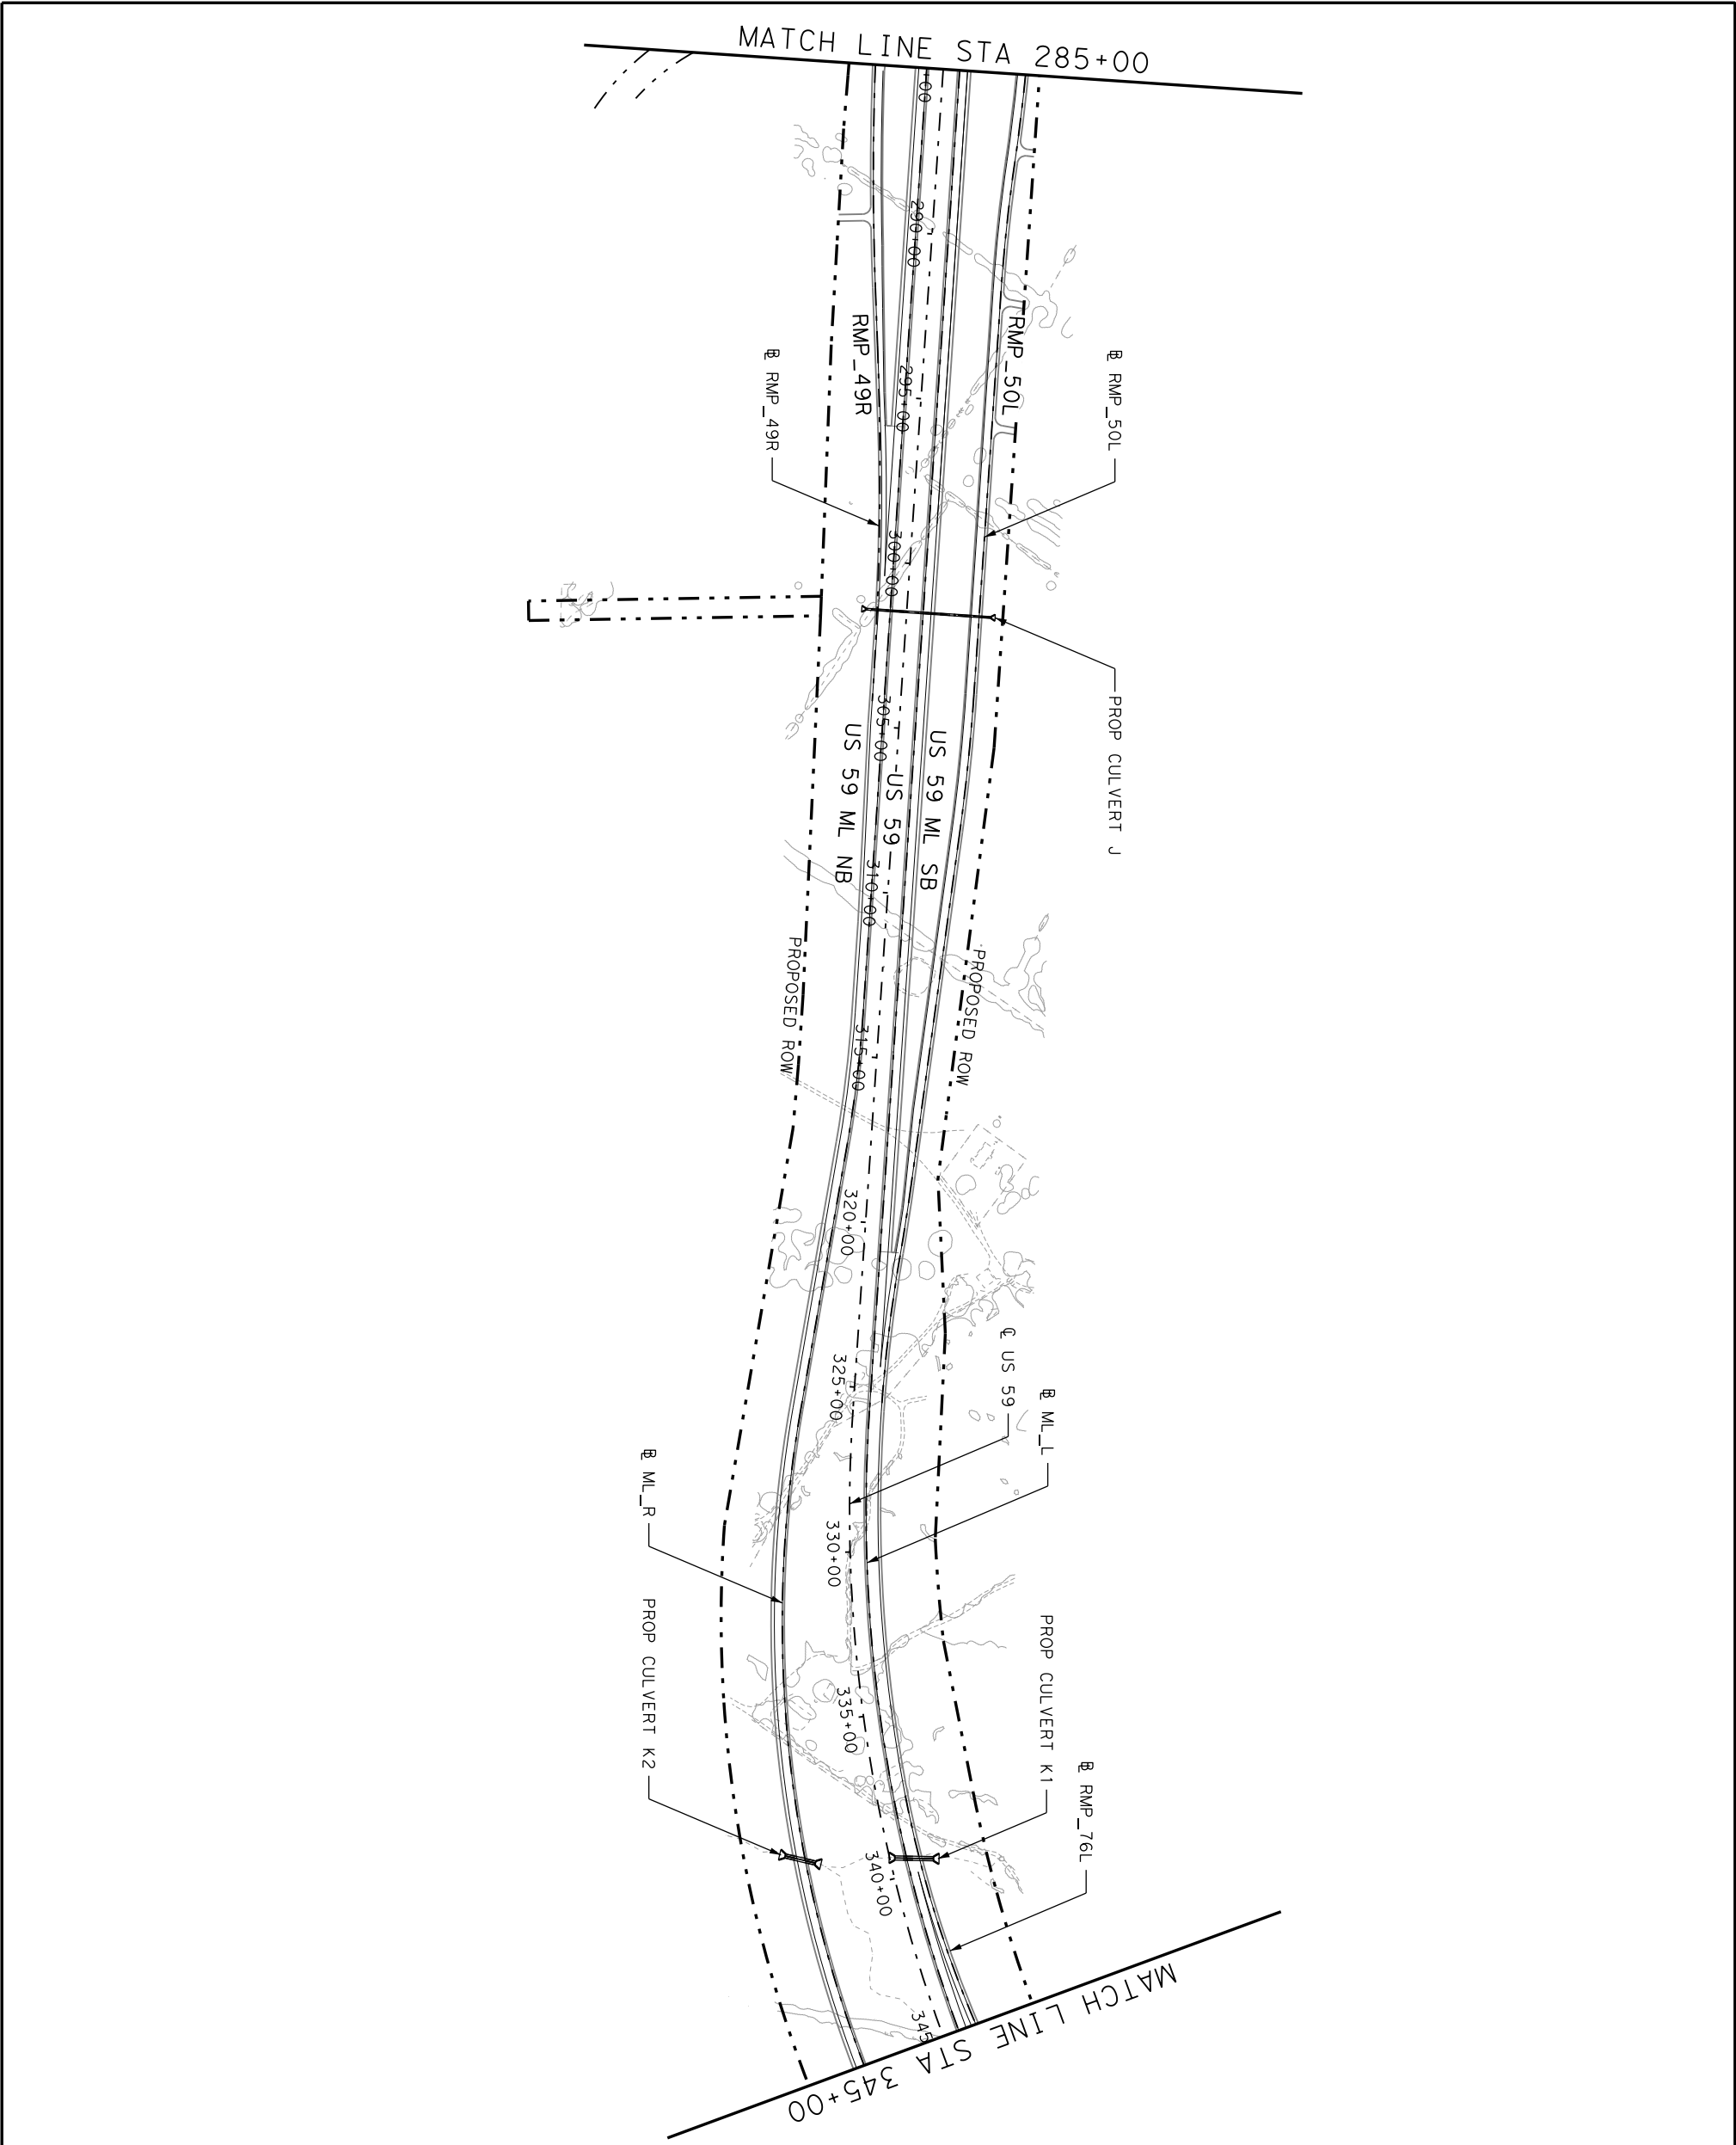 MATCH LINE STA 285+00
+00
290+00
RMP_49R
RMP_50L
℄ RMP_49R
℄ RMP_50L
295+00
300+00
PROP CULVERT J
305+00
US 59 ML NB
US 59
US 59 ML SB
310+00
PROPOSED ROW
PROPOSED ROW
315+00
320+00
℄ US 59
325+00
℄ ML_L
℄ ML_R
330+00
PROP CULVERT K2
PROP CULVERT K1
335+00
℄ RMP_76L
340+00
345
MATCH LINE STA 345+00